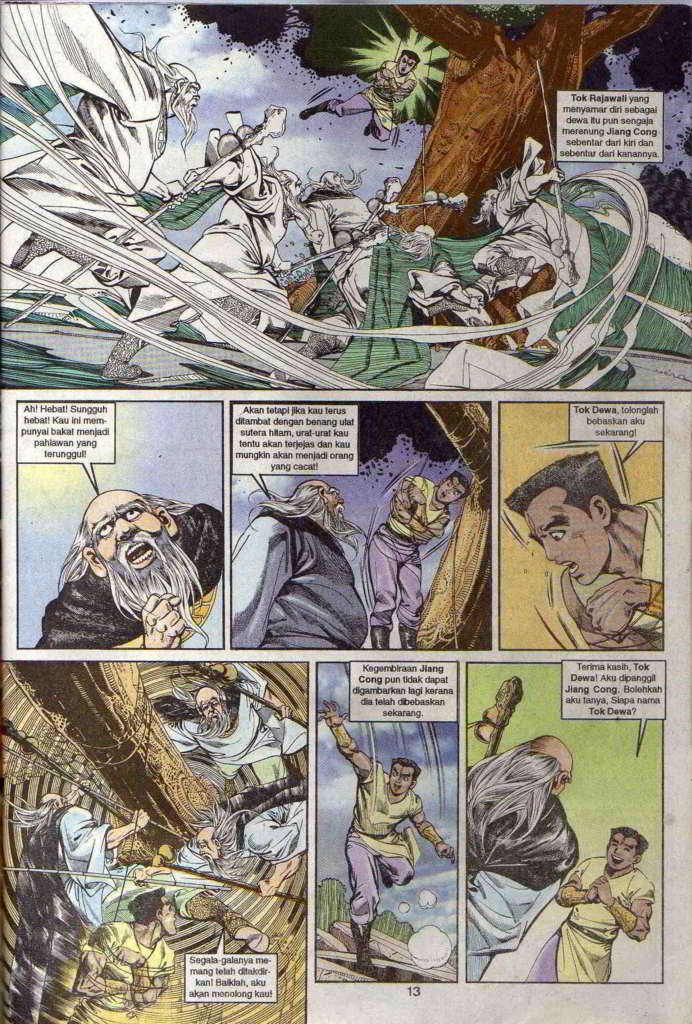 Tok Rajawali yang
menyamar diri sebagai
dewa itu pun sengaja
merenung Jiang Cong
sebentar dari kiri dan
sebentar dari kanannya.
Ah! Hebat! Sungguh
hebat! Kau ini mem-
punyai bakat menjadi
pahlawan yang
terunggul!
Akan tetapi jika kau terus
ditambat dengan benang ulat
sutera hitam, urat-urat kau
tentu akan terjejas dan kau
mungkin akan menjadi orang
yang cacat!
Tok Dewa, tolonglah
bebaskan aku
sekarang!
Segala-galanya me-
mang telah ditakdir-
kan! Baiklah, aku
akan menolong kau!
Kegembiraan Jiang
Cong pun tidak dapat
digambarkan lagi kerana
dia telah dibebaskan
sekarang.
Terima kasih, Tok
Dewa! Aku dipanggil
Jiang Cong. Bolehkah
aku tanya, Siapa nama
Tok Dewa?
13